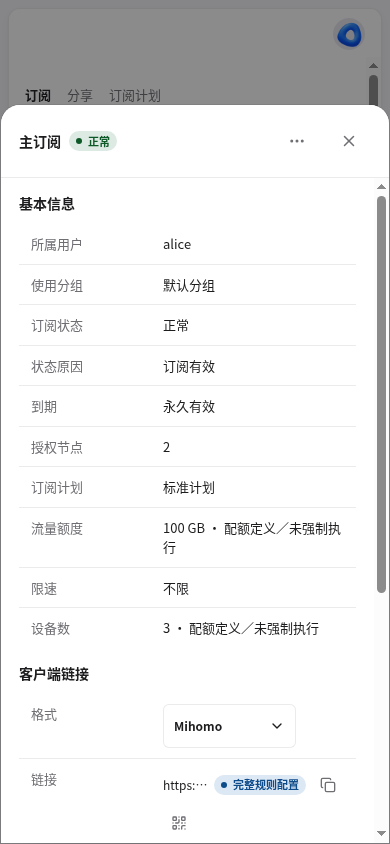 订阅 分享 订阅计划
主订阅 正常
基本信息
所属用户 alice
使用分组 默认分组
订阅状态 正常
状态原因 订阅有效
到期 永久有效
授权节点 2
订阅计划 标准计划
流量额度 100 GB · 配额定义／未强制执
行
限速 不限
设备数 3 · 配额定义／未强制执行
客户端链接
格式 Mihomo
链接 https:… 完整规则配置